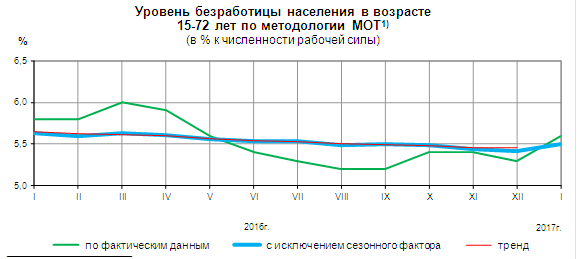 Уровень безработицы населения в возрасте
15-72 лет по методологии МОТ1)
(в % к численности рабочей силы)
%
6,5
6,0
5,5
5,0
I II III IV V VI VII VIII IX X XI XII I
2016г. 2017г.
по фактическим данным с исключением сезонного фактора тренд